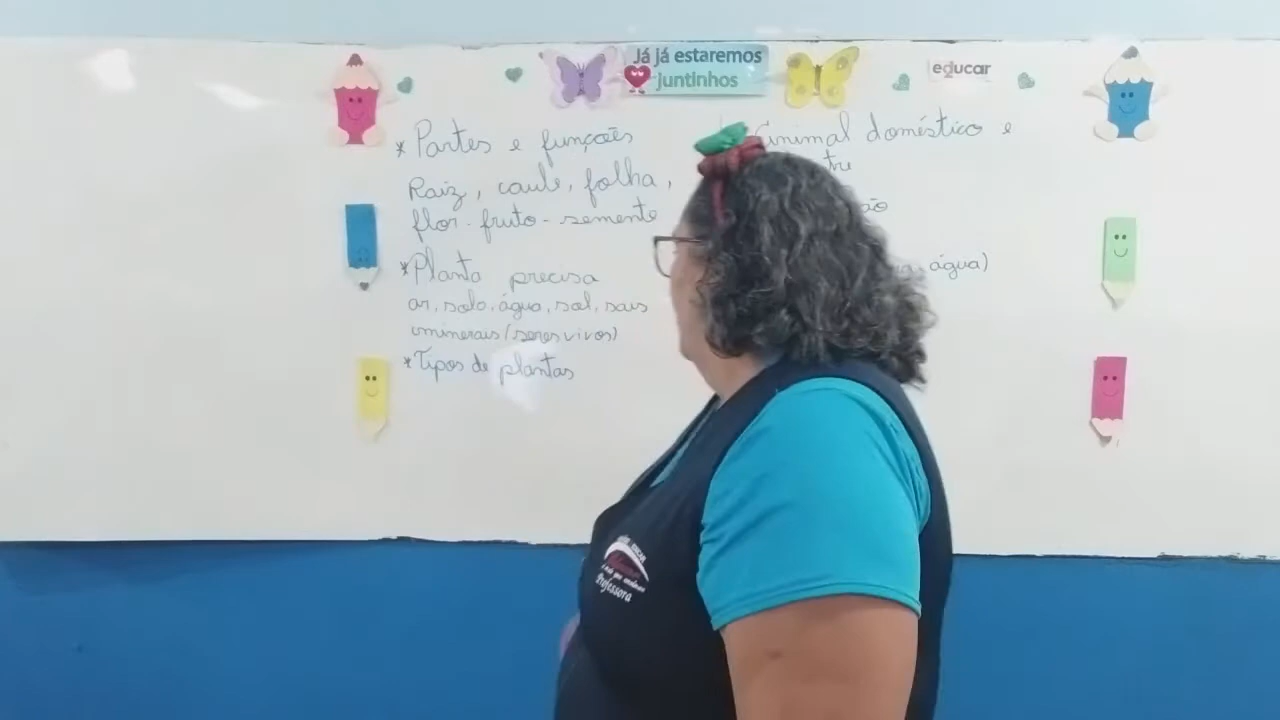 Já já estaremos
juntinhos
educar
* Partes e funções
Raiz, caule, folha,
flor - fruto - semente
* Planta precisa
ar, solo, água, sol, sais
minerais (seres vivos)
* Tipos de plantas
animal doméstico e
água)
Professora